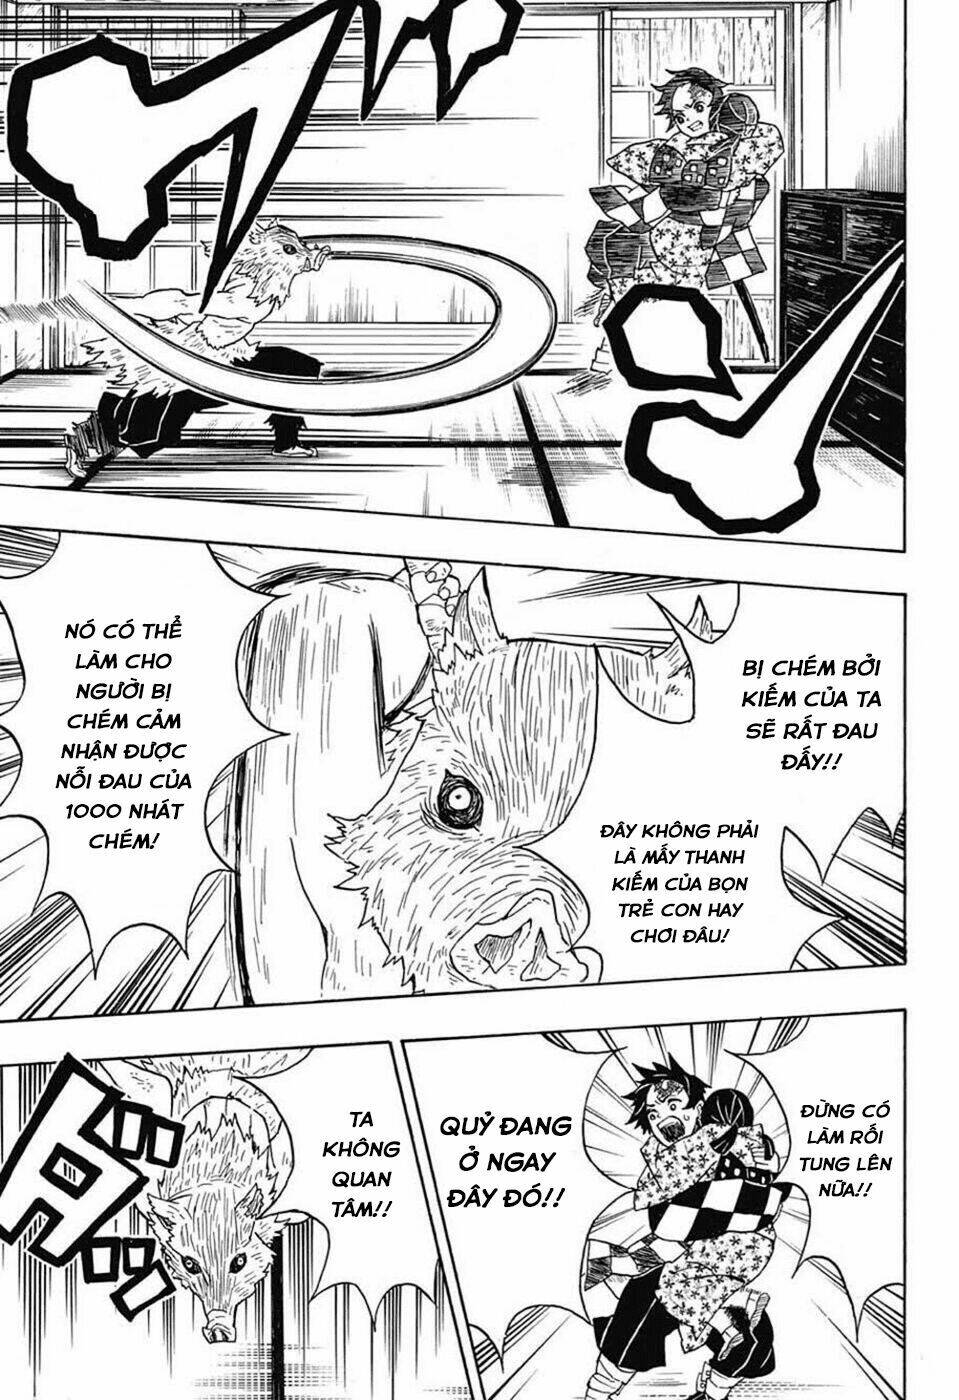 BỊ CHÉM BỞI
KIẾM CỦA TA
SẼ RẤT ĐAU
ĐẤY!!
ĐÂY KHÔNG PHẢI
LÀ MẤY THANH
KIẾM CỦA BỌN
TRẺ CON HAY
CHƠI ĐÂU!
NÓ CÓ THỂ
LÀM CHO
NGƯỜI BỊ
CHÉM CẢM
NHẬN ĐƯỢC
NỖI ĐAU CỦA
1000 NHÁT
CHÉM!
ĐỪNG CÓ
LÀM RỐI
TUNG LÊN
NỮA!!
QUỶ ĐANG
Ở NGAY
ĐÂY ĐÓ!!
TA
KHÔNG
QUAN
TÂM!!